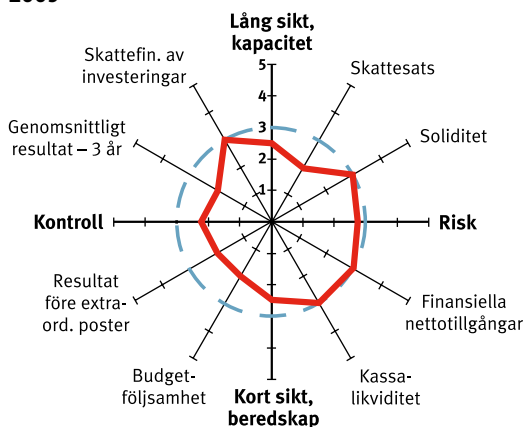 Lång sikt,
kapacitet
Skattefin. av
investeringar
Skattesats
5
4
3
1
Genomsnittligt
resultat – 3 år
Soliditet
Kontroll
Risk
Resultat
före extra-
ord. poster
Finansiella
nettotillgångar
Budget-
följsamhet
Kort sikt,
beredskap
Kassa-
likviditet